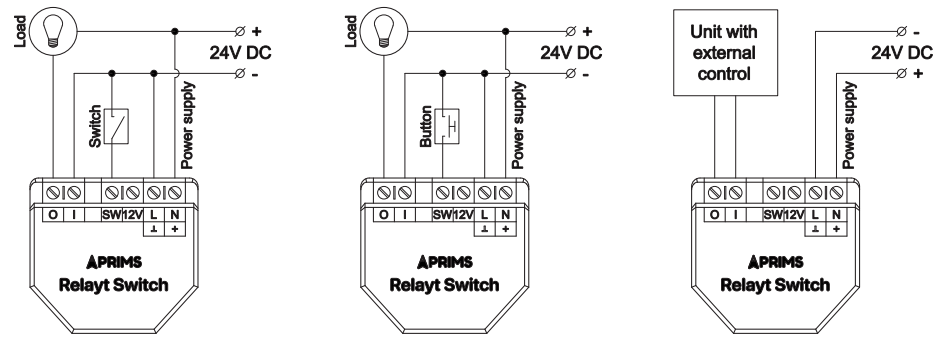 Load
+
24V DC
-
Switch
Power supply
O I SW 12V L N
⊥ +
APRIMS
Relayt Switch
Load
+
24V DC
-
Button
Power supply
O I SW 12V L N
⊥ +
APRIMS
Relayt Switch
Unit with
external
control
-
24V DC
+
Power supply
O I SW 12V L N
⊥ +
APRIMS
Relayt Switch